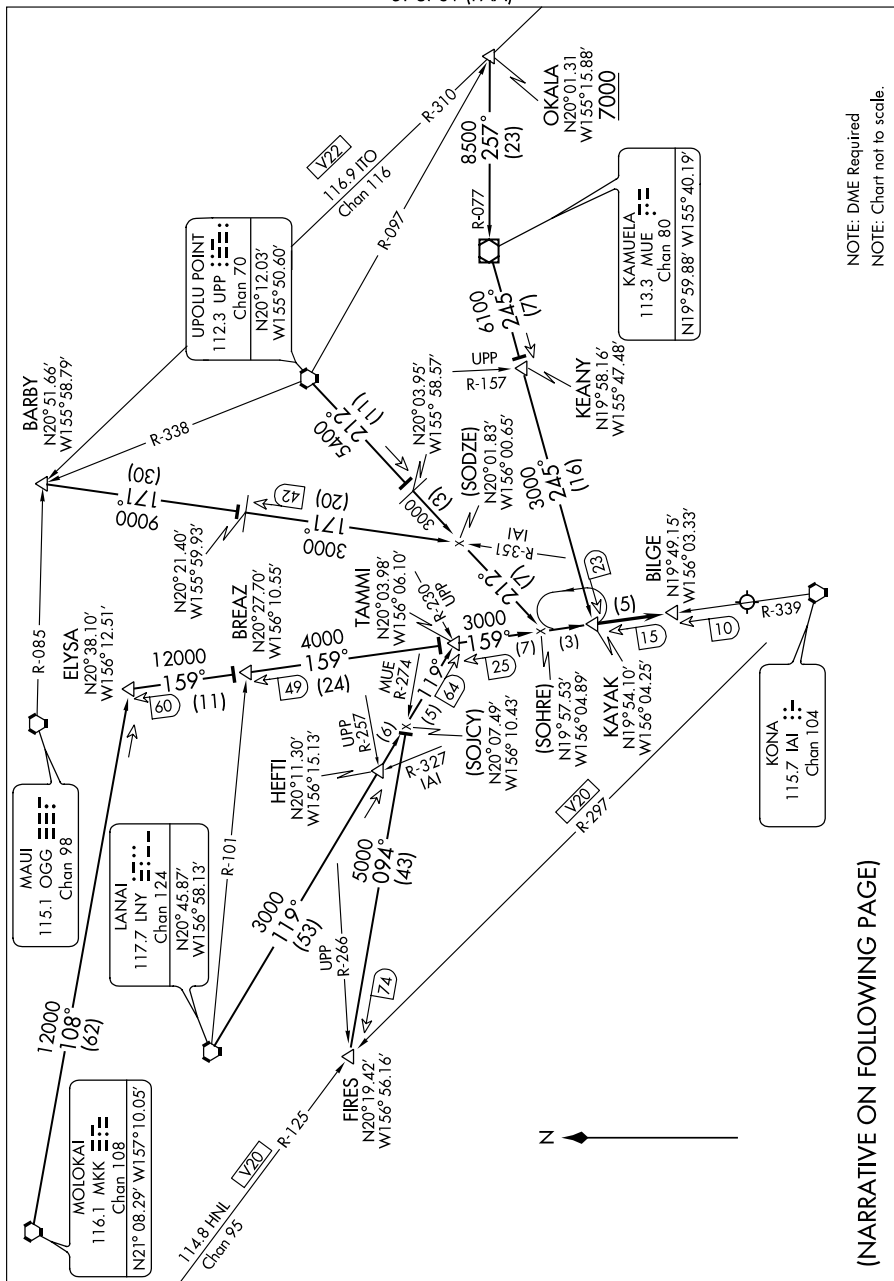 MOLOKAI
116.1 MKK
Chan 108
N21° 08.29' W157° 10.05'
12000
108°
(62)
MAUI
115.1 OGG
Chan 98
R-085
BARBY
N20° 51.66'
W155° 58.79'
ELYSA
N20° 38.10'
W156° 12.51'
60
12000
159°
(11)
9000
171°
(30)
R-338
UPOLU POINT
112.3 UPP
Chan 70
N20° 12.03'
W155° 50.60'
V22
116.9 ITO
Chan 116
R-310
R-097
LANAI
117.7 LNY
Chan 124
N20° 45.87'
W156° 58.13'
R-101
BREAZ
N20° 27.70'
W156° 10.55'
49
4000
159°
(24)
N20° 21.40'
W155° 59.93'
42
3000
171°
(20)
5400
212°
(11)
N20° 03.95'
W155° 58.57'
3000
(3)
(SODZE)
N20° 01.83'
W156° 00.65'
R-351
IAI
212°
(7)
OKALA
N20° 01.31
W155° 15.88'
7000
8500
257°
(23)
R-077
KAMUELA
113.3 MUE
Chan 80
N19° 59.88' W155° 40.19'
6100
245°
(7)
UPP
R-157
KEANY
N19° 58.16'
W155° 47.48'
3000
245°
(16)
3000
119°
(53)
HEFTI
N20° 11.30'
W156° 15.13'
UPP
R-257
R-327
IAI
(6)
MUE
R-274
119°
(5)
64
TAMMI
N20° 03.98'
W156° 06.10'
R-230
UPP
25
3000
159°
(7)
(SOJCY)
N20° 07.49'
W156° 10.43'
5000
094°
(43)
UPP
R-266
74
FIRES
N20° 19.42'
W156° 56.16'
114.8 HNL
Chan 95
V20
R-125
(SOHRE)
N19° 57.53'
W156° 04.89'
(3)
23
KAYAK
N19° 54.10'
W156° 04.25'
(5)
15
BILGE
N19° 49.15'
W156° 03.33'
10
R-339
KONA
115.7 IAI
Chan 104
V20
R-297
N
NOTE: DME Required
NOTE: Chart not to scale.
(NARRATIVE ON FOLLOWING PAGE)